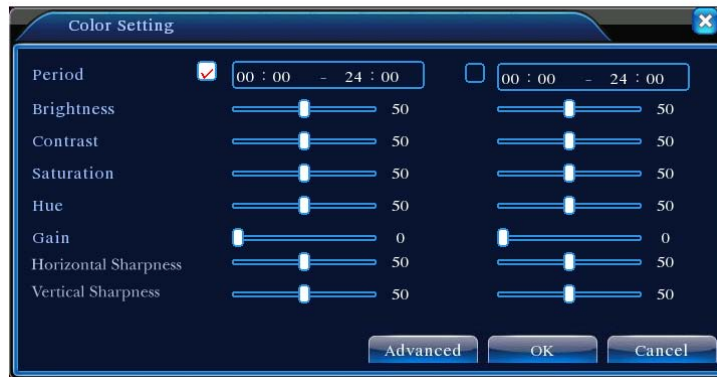 Color Setting
Period 00 : 00 - 24 : 00 00 : 00 - 24 : 00
Brightness 50 50
Contrast 50 50
Saturation 50 50
Hue 50 50
Gain 0 0
Horizontal Sharpness 50 50
Vertical Sharpness 50 50
Advanced OK Cancel